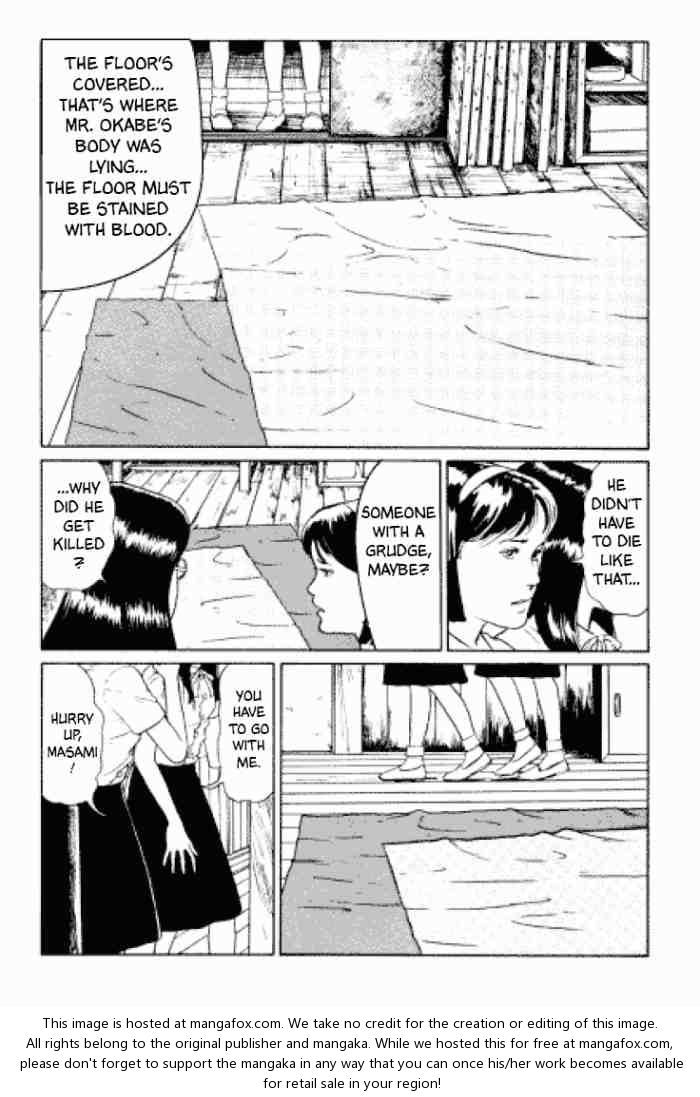 THE FLOOR'S
COVERED...
THAT'S WHERE
MR. OKABE'S
BODY WAS
LYING...
THE FLOOR MUST
BE STAINED
WITH BLOOD.
...WHY
DID HE
GET
KILLED
?
SOMEONE
WITH A
GRUDGE,
MAYBE?
HE
DIDN'T
HAVE
TO DIE
LIKE
THAT...
YOU
HAVE
TO GO
WITH
ME.
HURRY
UP,
MASAMI
!
This image is hosted at mangafox.com. We take no credit for the creation or editing of this image.
All rights belong to the original publisher and mangaka. While we hosted this for free at mangafox.com,
please don't forget to support the mangaka in any way that you can once his/her work becomes available
for retail sale in your region!